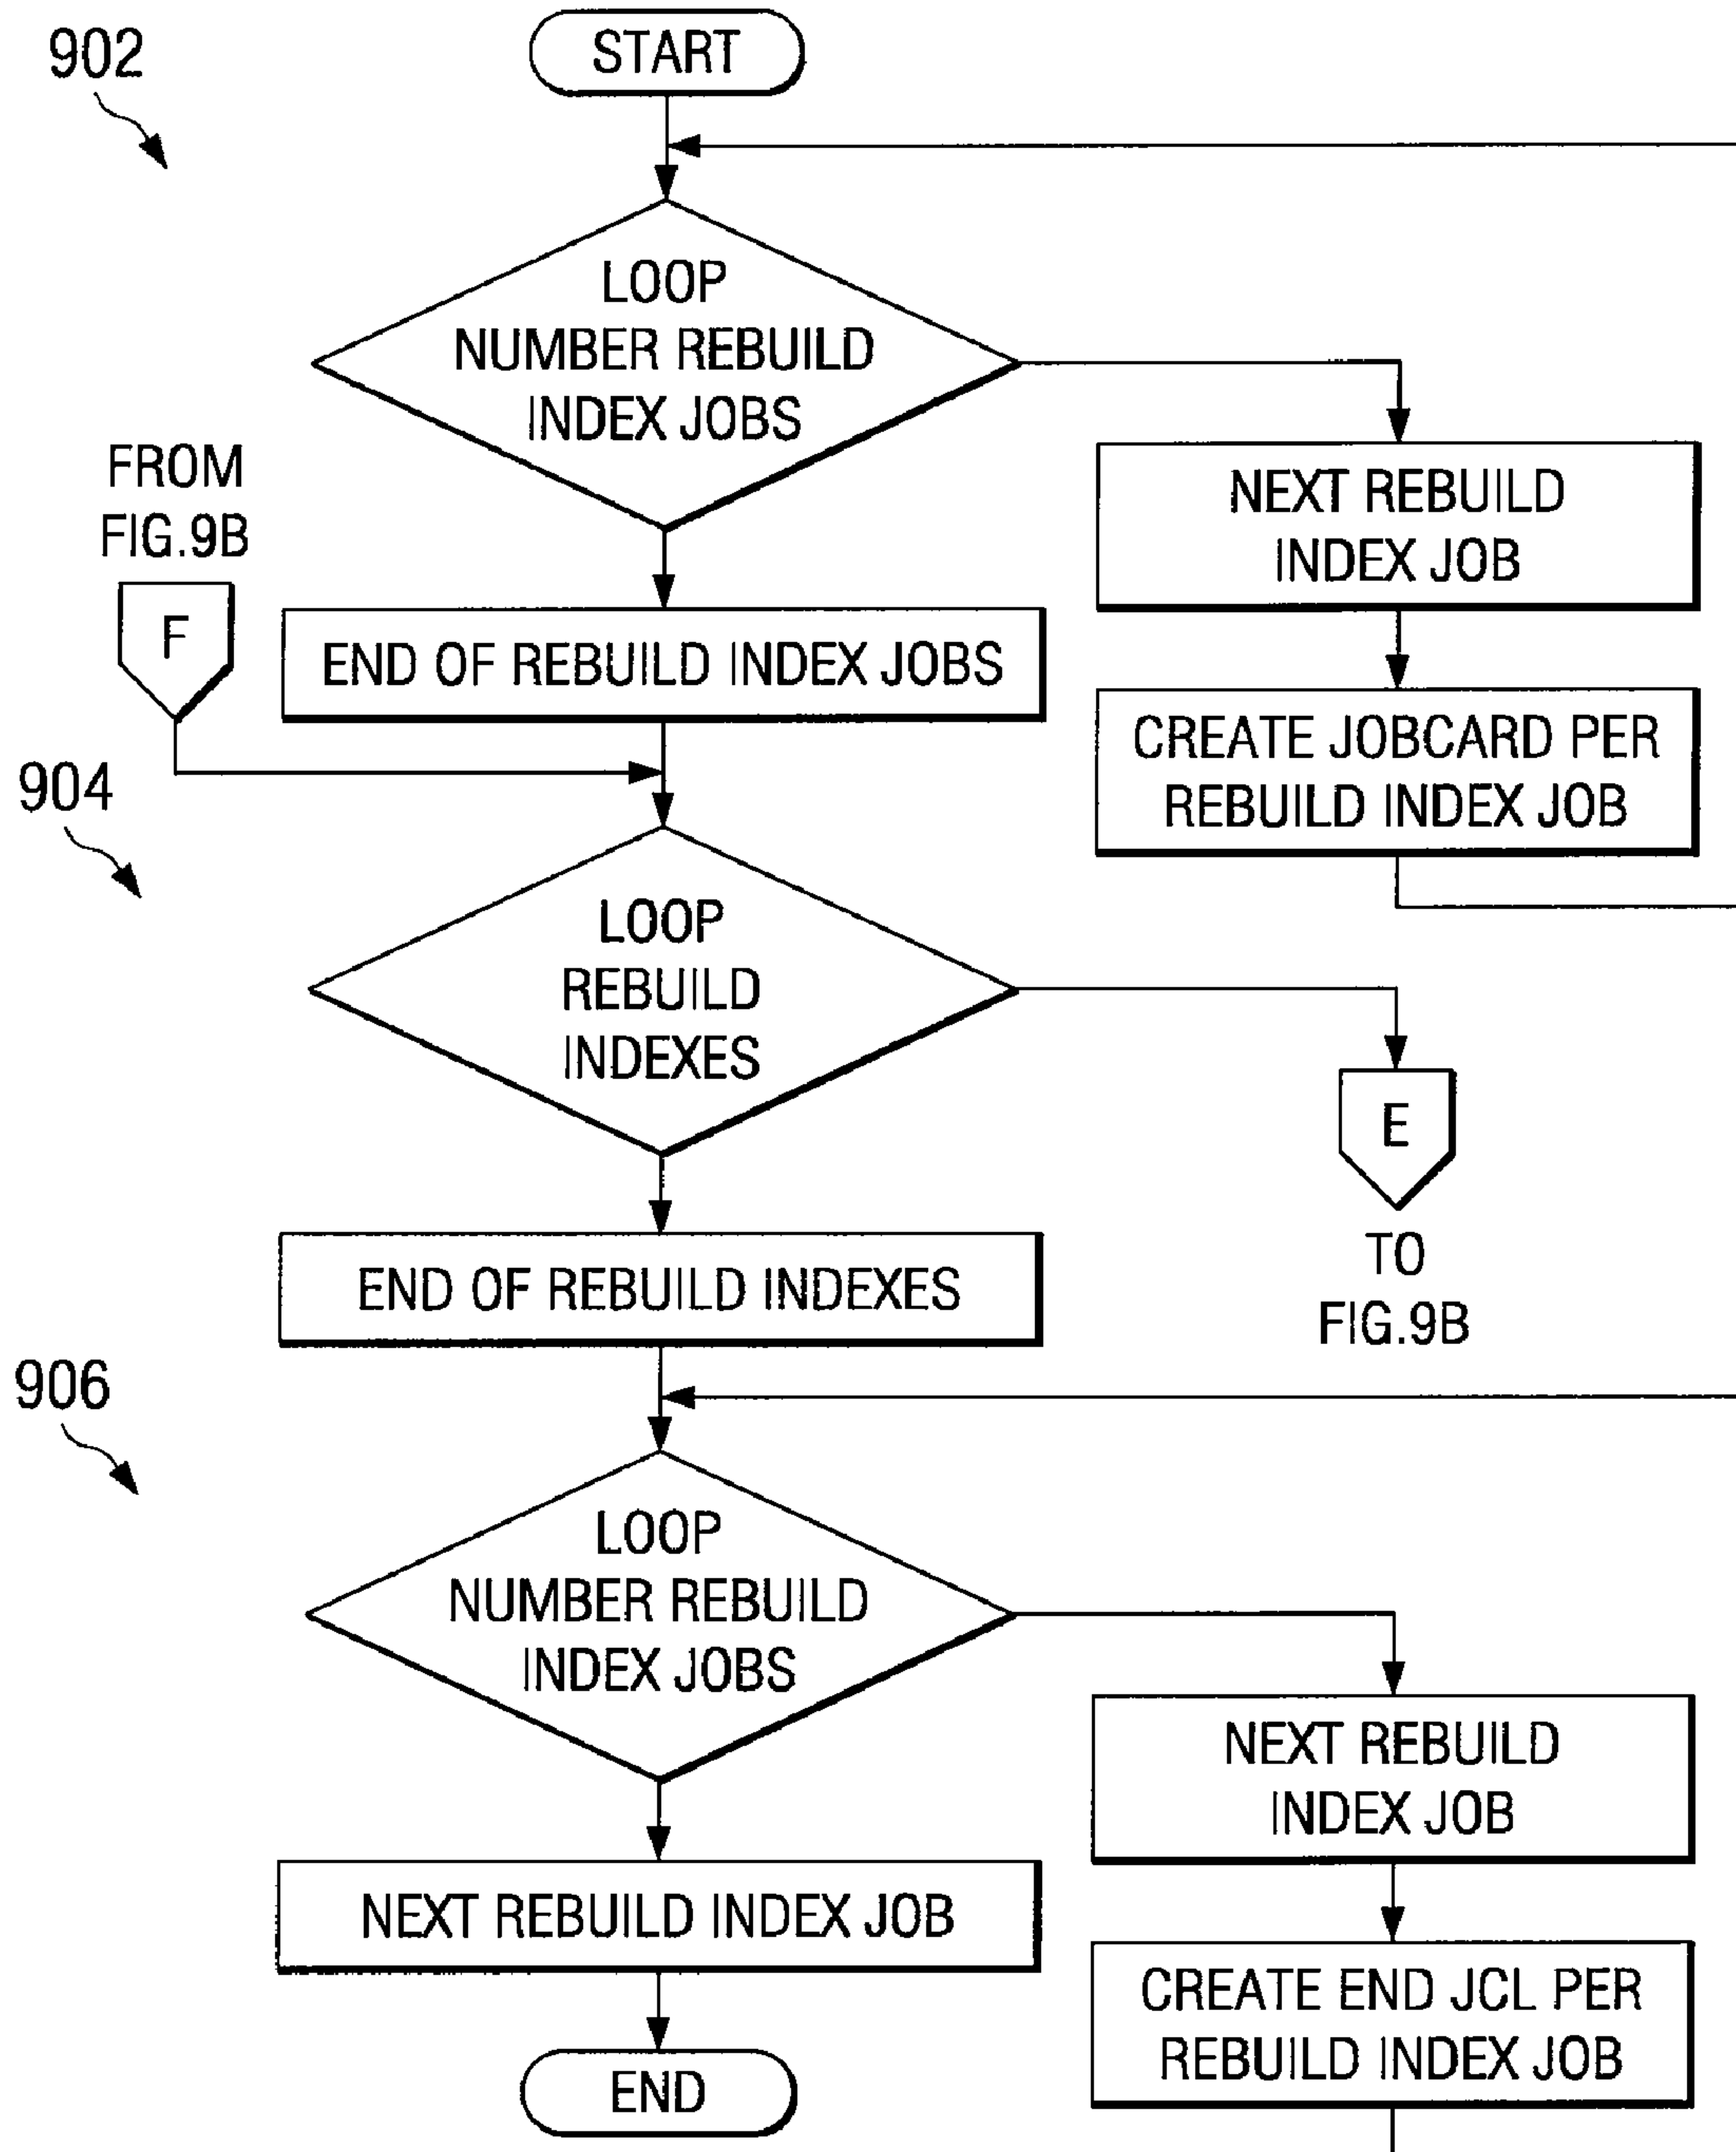 902
START
LOOP
NUMBER REBUILD
INDEX JOBS
NEXT REBUILD
INDEX JOB
FROM
FIG.9B
F
END OF REBUILD INDEX JOBS
CREATE JOBCARD PER
REBUILD INDEX JOB
904
LOOP
REBUILD
INDEXES
E
TO
FIG.9B
END OF REBUILD INDEXES
906
LOOP
NUMBER REBUILD
INDEX JOBS
NEXT REBUILD
INDEX JOB
NEXT REBUILD INDEX JOB
CREATE END JCL PER
REBUILD INDEX JOB
END